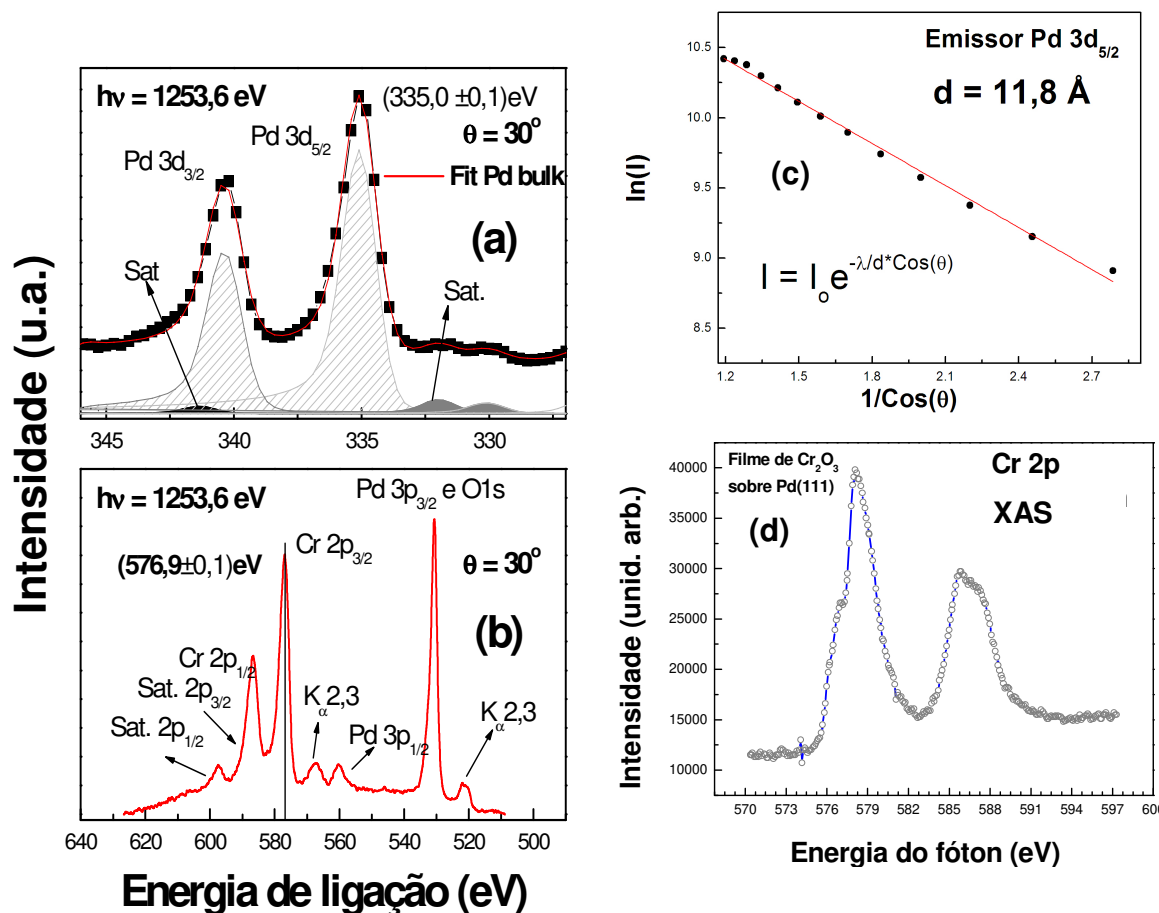 Intensidade (u.a.)
hν = 1253,6 eV
(335,0 ±0,1)eV
θ = 30°
Pd 3d5/2
Pd 3d3/2
Fit Pd bulk
(a)
Sat
Sat.
345 340 335 330
hν = 1253,6 eV
Pd 3p3/2 e O1s
(576,9±0,1)eV
Cr 2p3/2
θ = 30°
(b)
Cr 2p1/2
Sat. 2p3/2
Sat. 2p1/2
Kα2,3
Pd 3p1/2
Kα2,3
640 620 600 580 560 540 520 500
Energia de ligação (eV)
Emissor Pd 3d5/2
d = 11,8 Å
(c)
I = Ioe-λ/d*Cos(θ)
ln(I)
10.5
10.0
9.5
9.0
8.5
1.2 1.5 1.8 2.1 2.4 2.7
1/Cos(θ)
Filme de Cr2O3
sobre Pd(111)
Cr 2p
XAS
(d)
Intensidade (unid. arb.)
40000
35000
30000
25000
20000
15000
10000
570 573 576 579 582 585 588 591 594 597 600
Energia do fóton (eV)